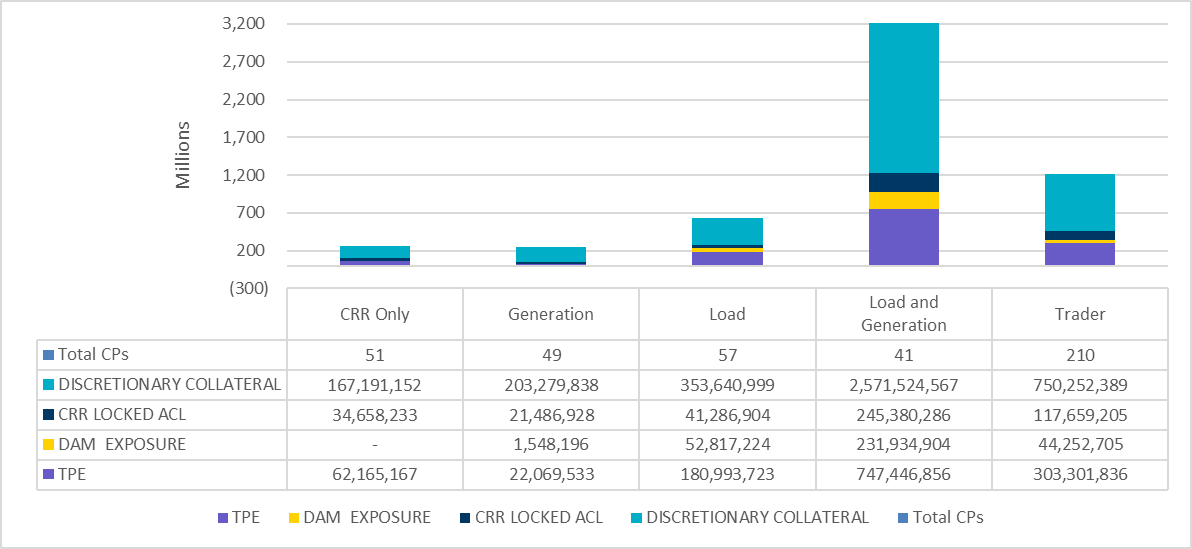 3,200
2,700
2,200
1,700
1,200
700
200
(300)
Millions
CRR Only Generation Load Load and Generation Trader
Total CPs 51 49 57 41 210
DISCRETIONARY COLLATERAL 167,191,152 203,279,838 353,640,999 2,571,524,567 750,252,389
CRR LOCKED ACL 34,658,233 21,486,928 41,286,904 245,380,286 117,659,205
DAM EXPOSURE - 1,548,196 52,817,224 231,934,904 44,252,705
TPE 62,165,167 22,069,533 180,993,723 747,446,856 303,301,836
TPE DAM EXPOSURE CRR LOCKED ACL DISCRETIONARY COLLATERAL Total CPs